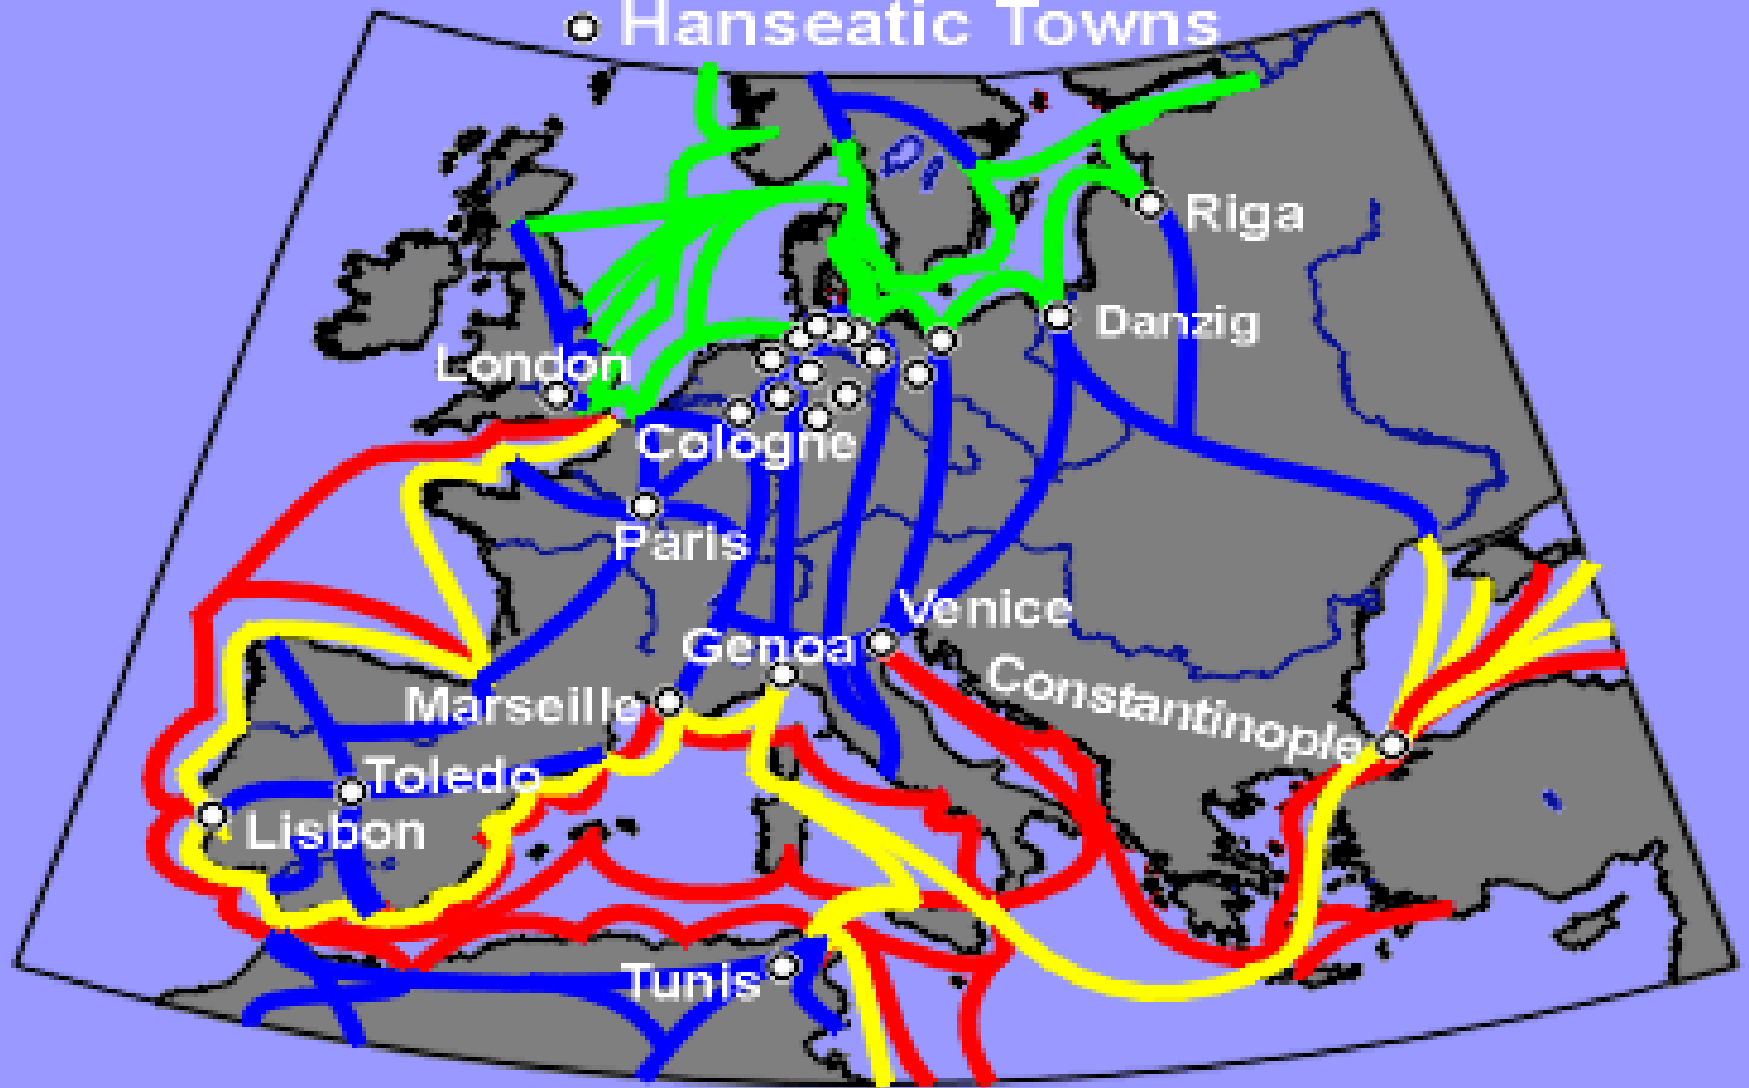 Hanseatic Towns
Riga
Danzig
London
Cologne
Paris
Venice
Genoa
Constantinople
Marseille
Toledo
Lisbon
Tunis